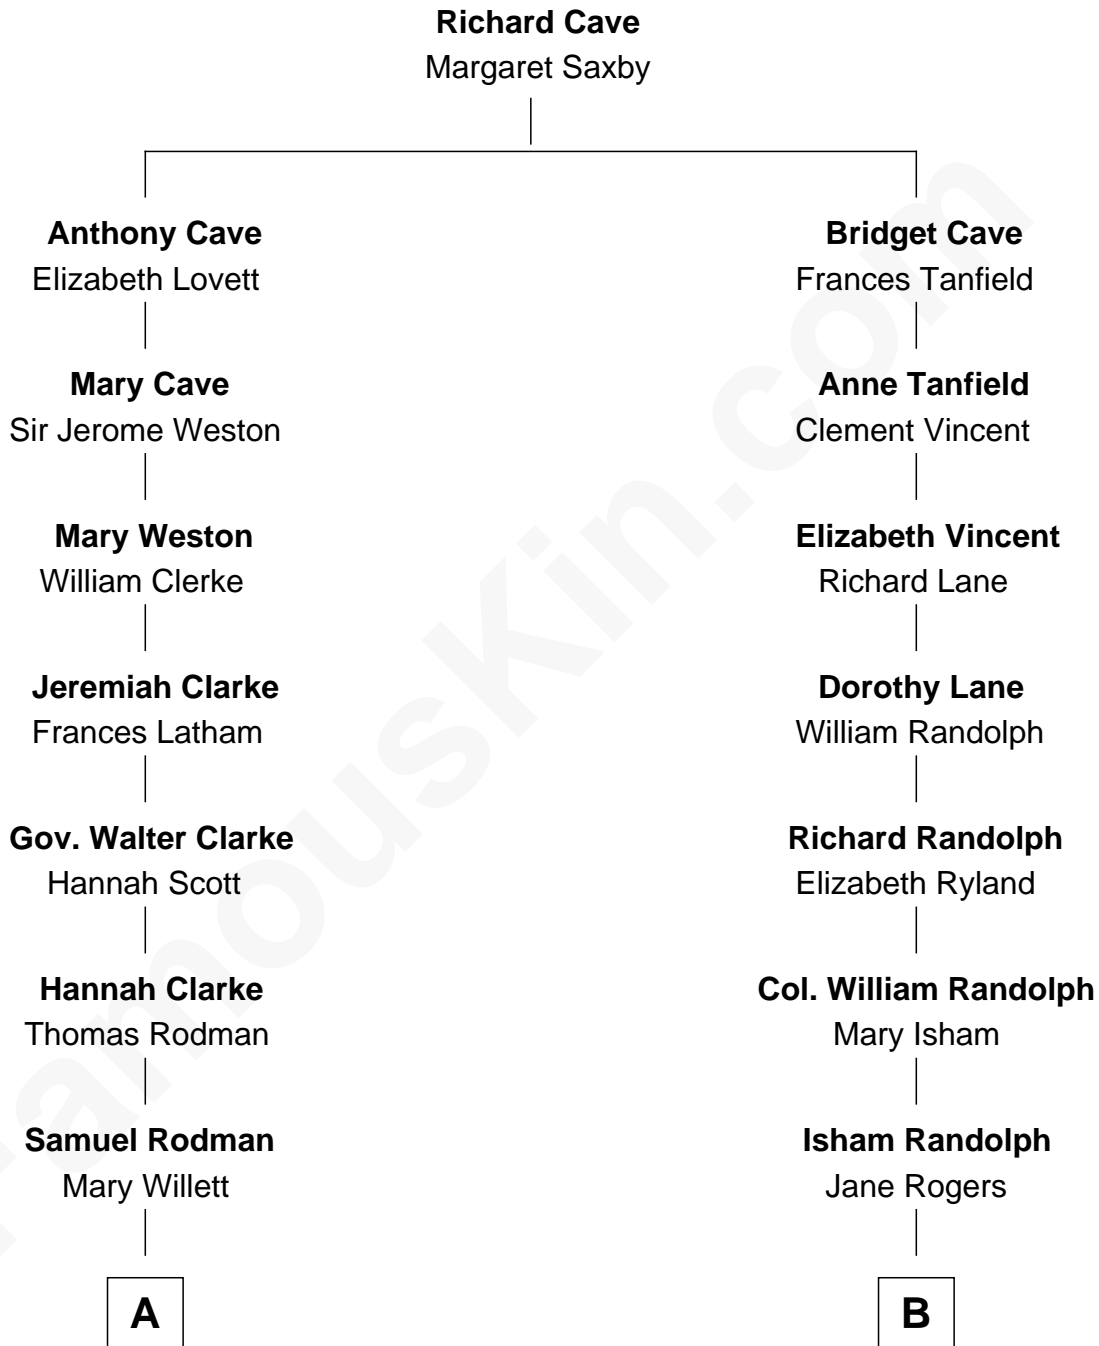 Richard Cave
Margaret Saxby
Anthony Cave
Elizabeth Lovett
Bridget Cave
Frances Tanfield
Mary Cave
Sir Jerome Weston
Anne Tanfield
Clement Vincent
Mary Weston
William Clerke
Elizabeth Vincent
Richard Lane
Jeremiah Clarke
Frances Latham
Dorothy Lane
William Randolph
Gov. Walter Clarke
Hannah Scott
Richard Randolph
Elizabeth Ryland
Hannah Clarke
Thomas Rodman
Col. William Randolph
Mary Isham
Samuel Rodman
Mary Willett
Isham Randolph
Jane Rogers
A
B
FamousKin.com